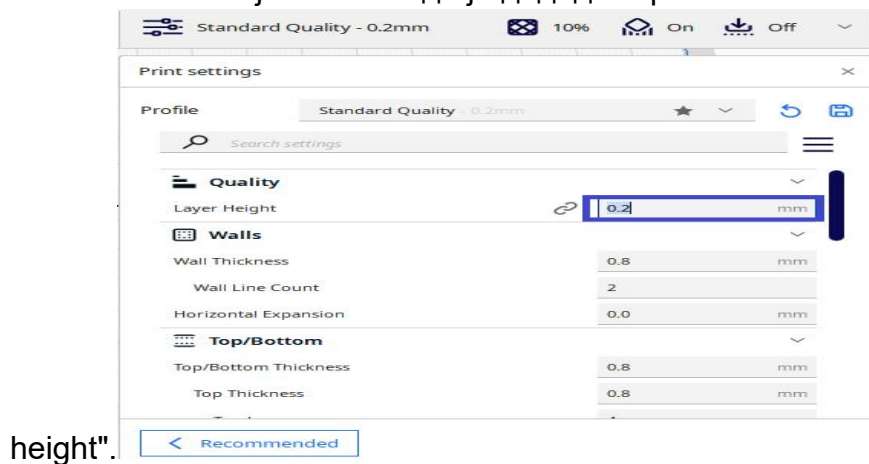 Standard Quality - 0.2mm 10% On Off
Print settings
Profile Standard Quality - 0.2mm
Search settings
Quality
Layer Height 0.2 mm
Walls
Wall Thickness 0.8 mm
Wall Line Count 2
Horizontal Expansion 0.0 mm
Top/Bottom
Top/Bottom Thickness 0.8 mm
Top Thickness 0.8 mm
height". Recommended